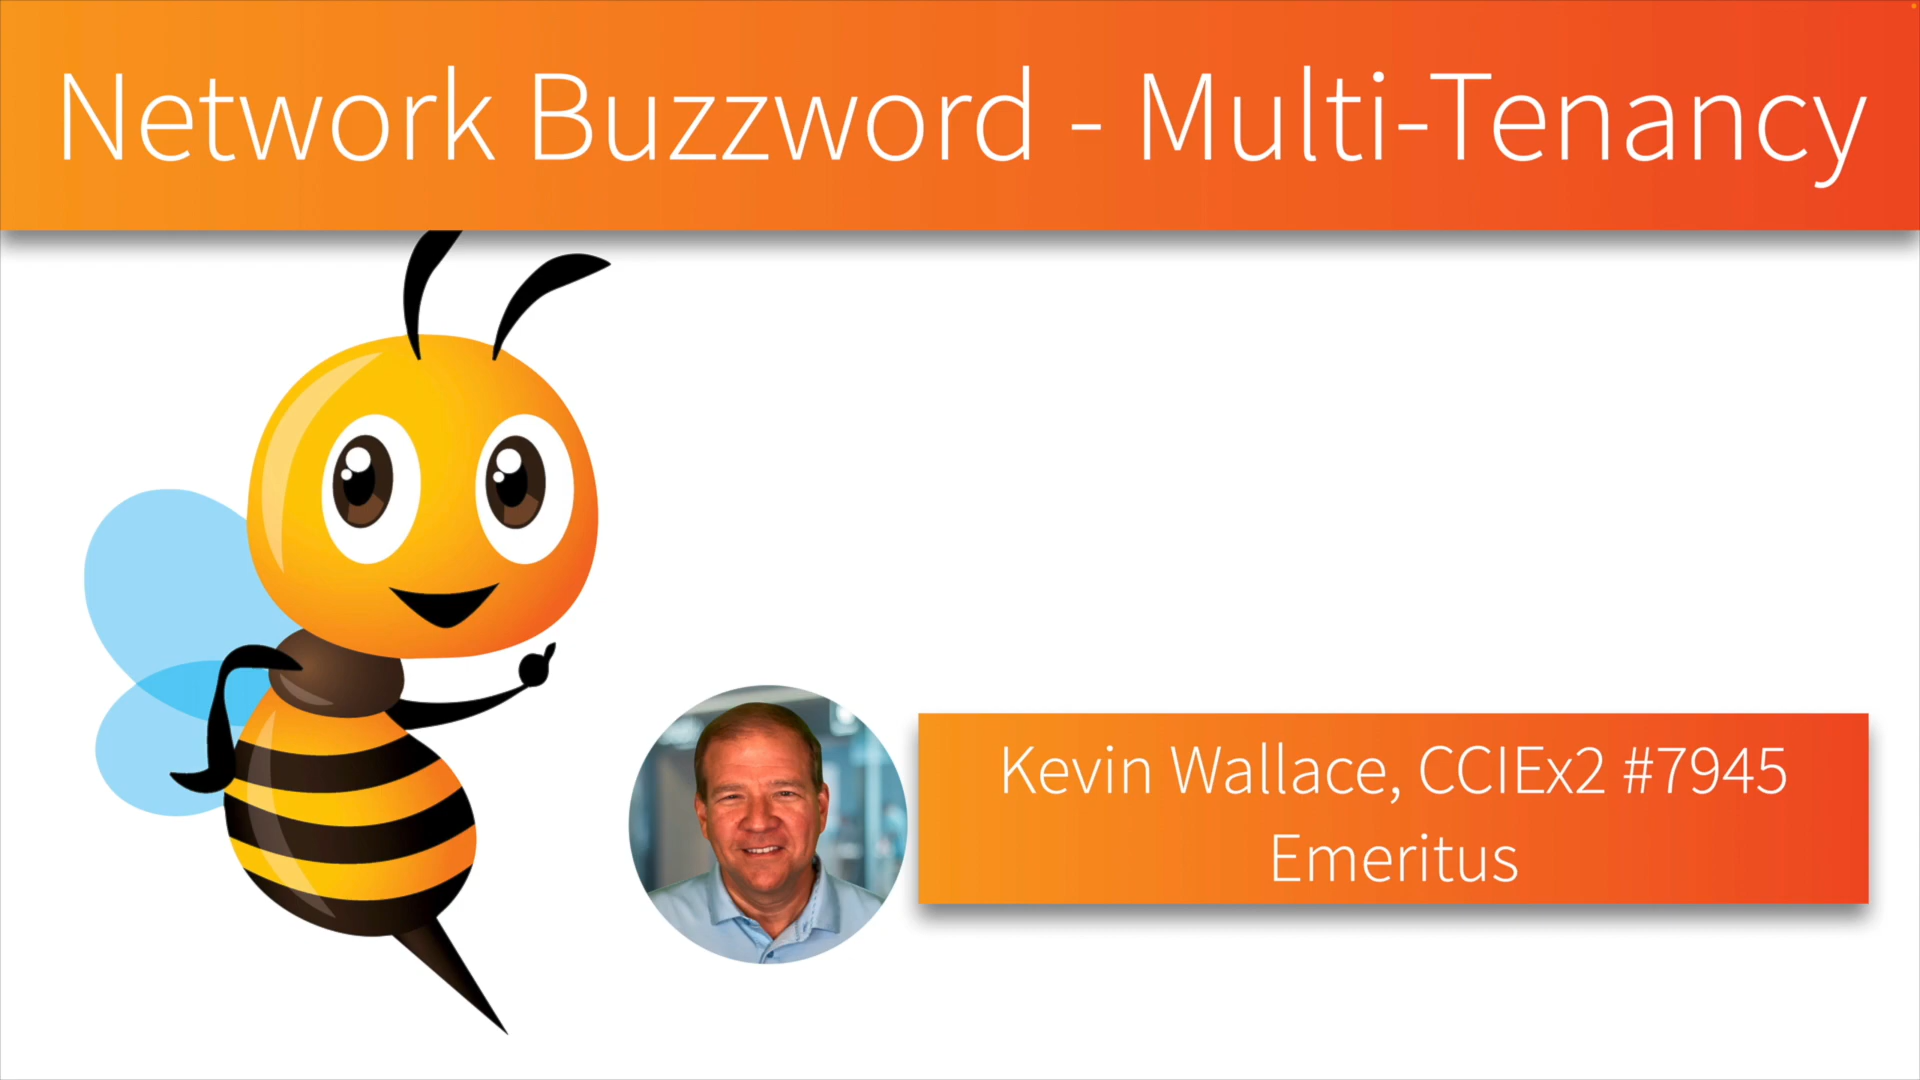 Network Buzzword - Multi-Tenancy
Kevin Wallace, CCIEx2 #7945
Emeritus